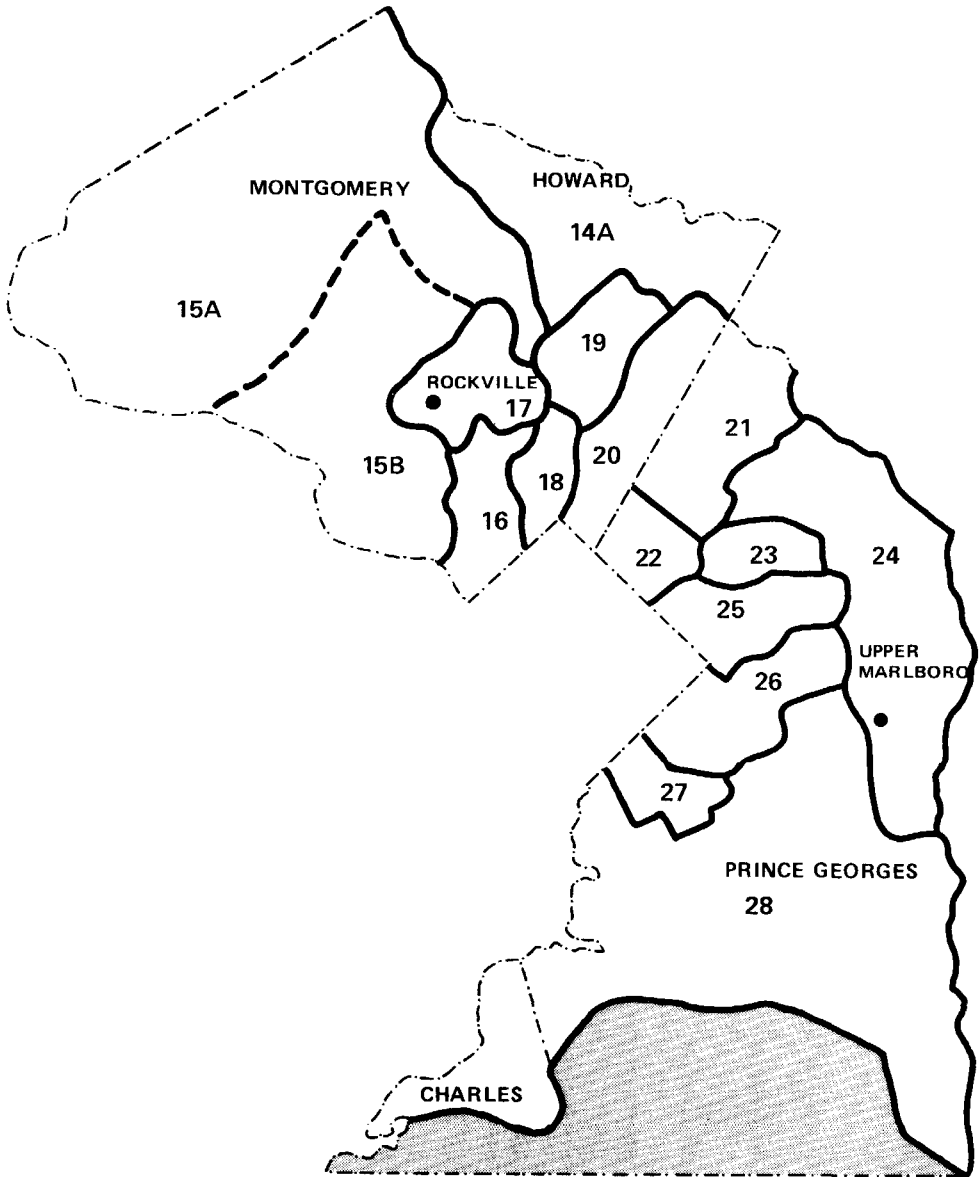 MONTGOMERY
HOWARD
14A
15A
19
ROCKVILLE
17
21
15B
18
20
16
22
23
24
25
UPPER
MARLBORO
26
27
PRINCE GEORGES
28
CHARLES